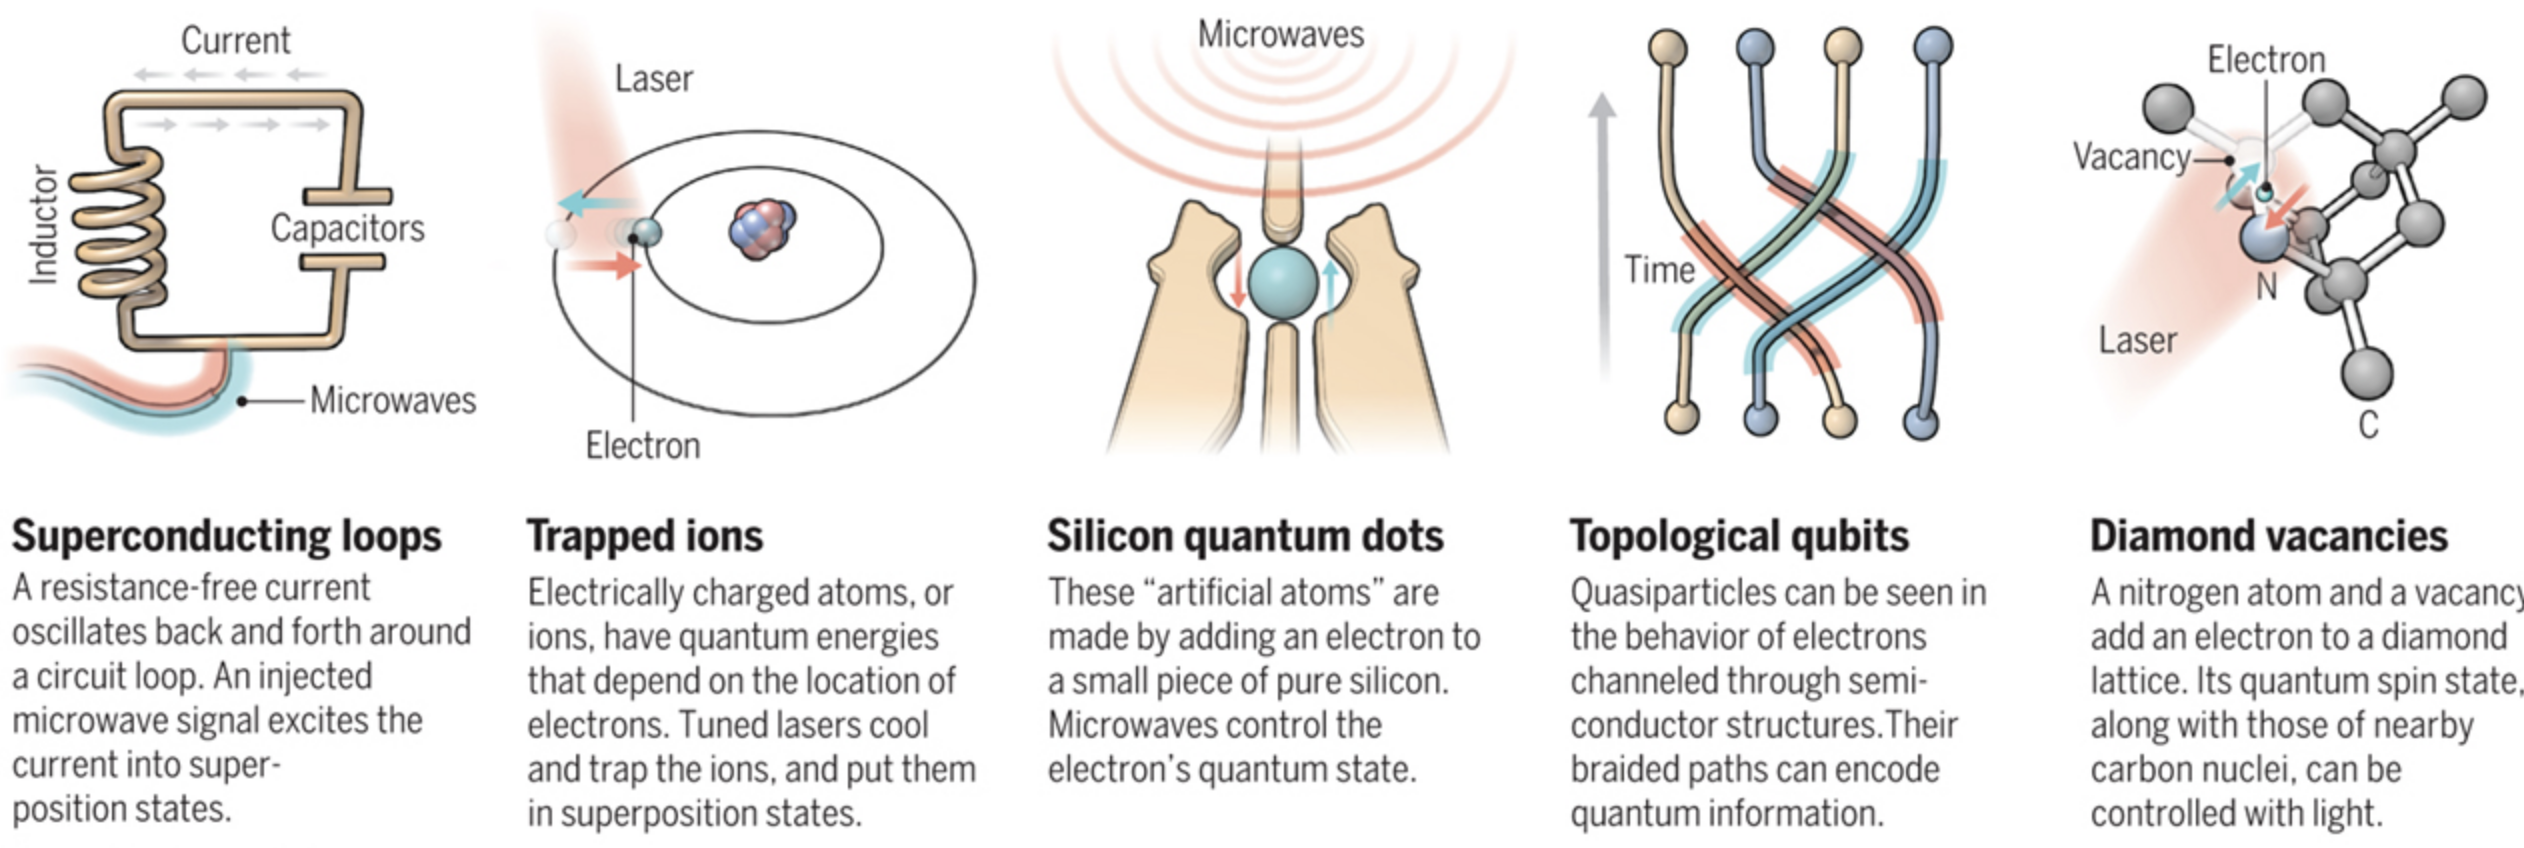 Current
Inductor
Capacitors
Microwaves
Superconducting loops
A resistance-free current
oscillates back and forth around
a circuit loop. An injected
microwave signal excites the
current into super-
position states.
Laser
Electron
Trapped ions
Electrically charged atoms, or
ions, have quantum energies
that depend on the location of
electrons. Tuned lasers cool
and trap the ions, and put them
in superposition states.
Microwaves
Silicon quantum dots
These “artificial atoms” are
made by adding an electron to
a small piece of pure silicon.
Microwaves control the
electron’s quantum state.
Time
Topological qubits
Quasiparticles can be seen in
the behavior of electrons
channeled through semi-
conductor structures.Their
braided paths can encode
quantum information.
Electron
Vacancy
N
Laser
C
Diamond vacancies
A nitrogen atom and a vacancy
add an electron to a diamond
lattice. Its quantum spin state,
along with those of nearby
carbon nuclei, can be
controlled with light.